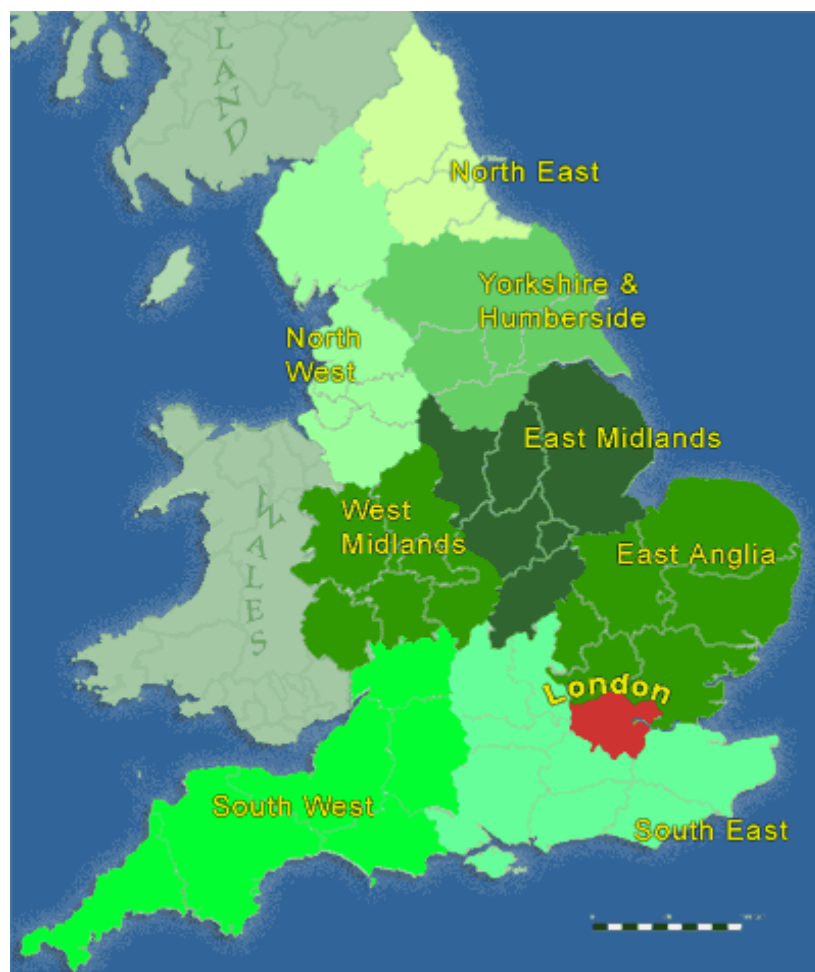 LAND
North East
Yorkshire &
Humberside
North
West
East Midlands
West
Midlands
East Anglia
WALES
London
South West
South East